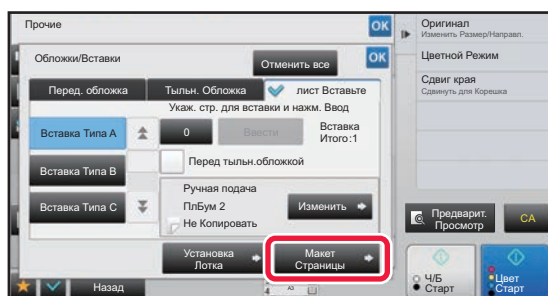 Прочие
OK
Обложки/Вставки
Отменить все
OK
Перед. обложка
Тыльн. Обложка
лист Вставьте
Укаж. стр. для вставки и нажм. Ввод
Вставка Типа A
0
Ввести
Вставка
Итого:1
Вставка Типа B
Перед тыльн.обложкой
Вставка Типа C
Ручная подача
ПлБум 2
Не Копировать
Изменить
Установка
Лотка
Макет
Страницы
Назад
A3
Оригинал
Изменить Размер/Направл.
Цветной Режим
Сдвиг края
Сдвинуть для Корешка
Предварит.
Просмотр
CA
Ч/Б
Старт
Цвет
Старт